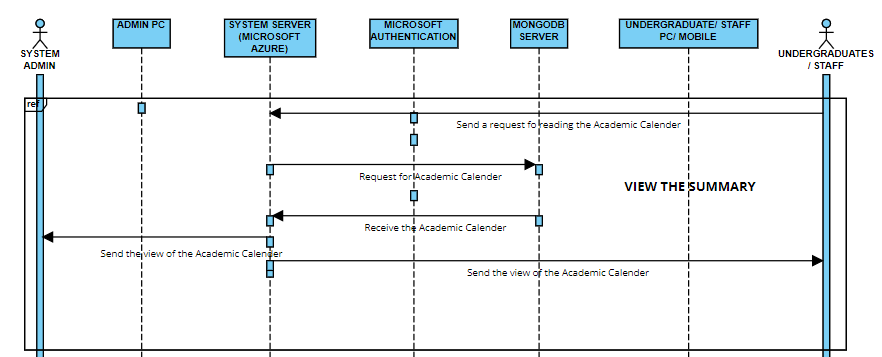 SYSTEM
ADMIN
ADMIN PC
SYSTEM SERVER
(MICROSOFT
AZURE)
MICROSOFT
AUTHENTICATION
MONGODB
SERVER
UNDERGRADUATE/ STAFF
PC/ MOBILE
UNDERGRADUATES
/ STAFF
ref
Send a request fo reading the Academic Calender
Request for Academic Calender
VIEW THE SUMMARY
Receive the Academic Calender
Send the view of the Academic Calender
Send the view of the Academic Calender